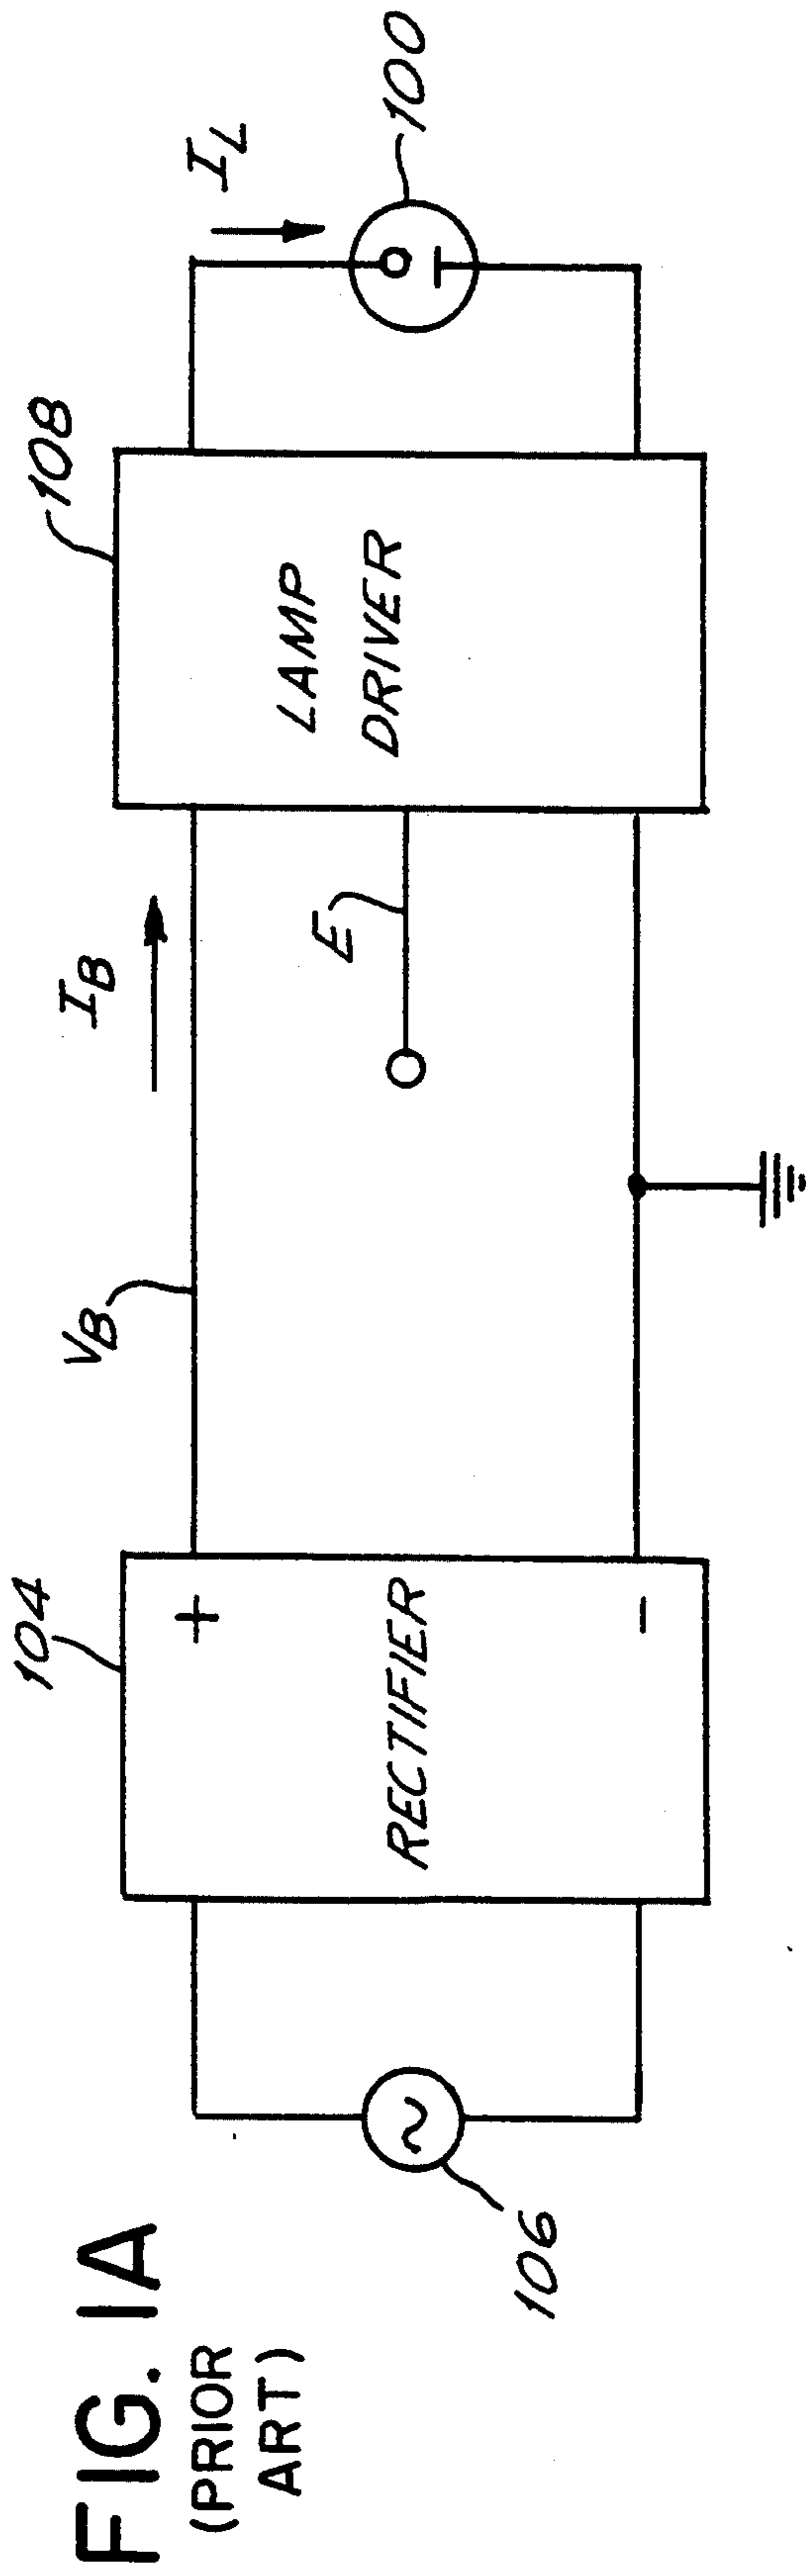 FIG. 1A
(PRIOR
ART)
106
104
+
RECTIFIER
-
V_B
I_B
E
108
LAMP
DRIVER
I_L
100